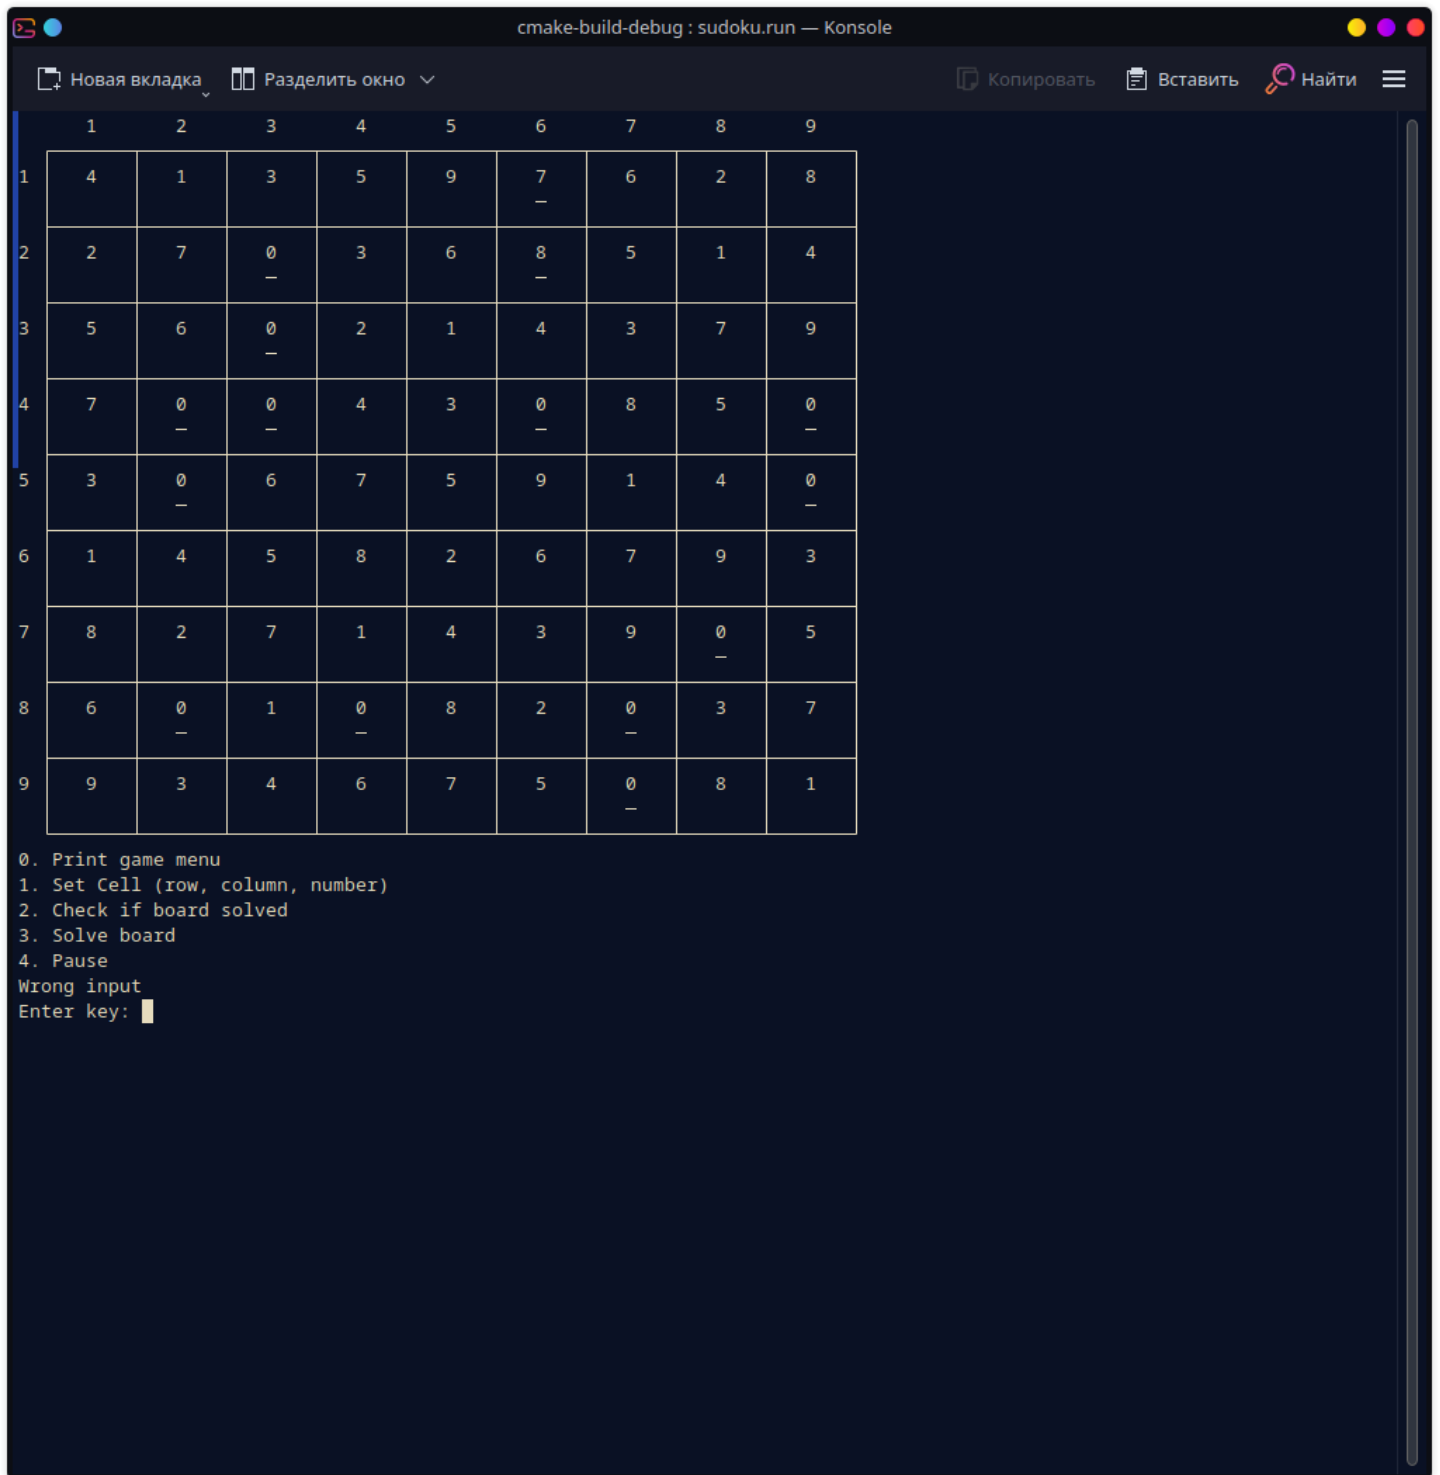 cmake-build-debug : sudoku.run — Konsole
Новая вкладка Разделить окно Копировать Вставить Найти
1 2 3 4 5 6 7 8 9
1 4 1 3 5 9 7 6 2 8
2 2 7 0 3 6 8 5 1 4
3 5 6 0 2 1 4 3 7 9
4 7 0 0 4 3 0 8 5 0
5 3 0 6 7 5 9 1 4 0
6 1 4 5 8 2 6 7 9 3
7 8 2 7 1 4 3 9 0 5
8 6 0 1 0 8 2 0 3 7
9 9 3 4 6 7 5 0 8 1
0. Print game menu
1. Set Cell (row, column, number)
2. Check if board solved
3. Solve board
4. Pause
Wrong input
Enter key: